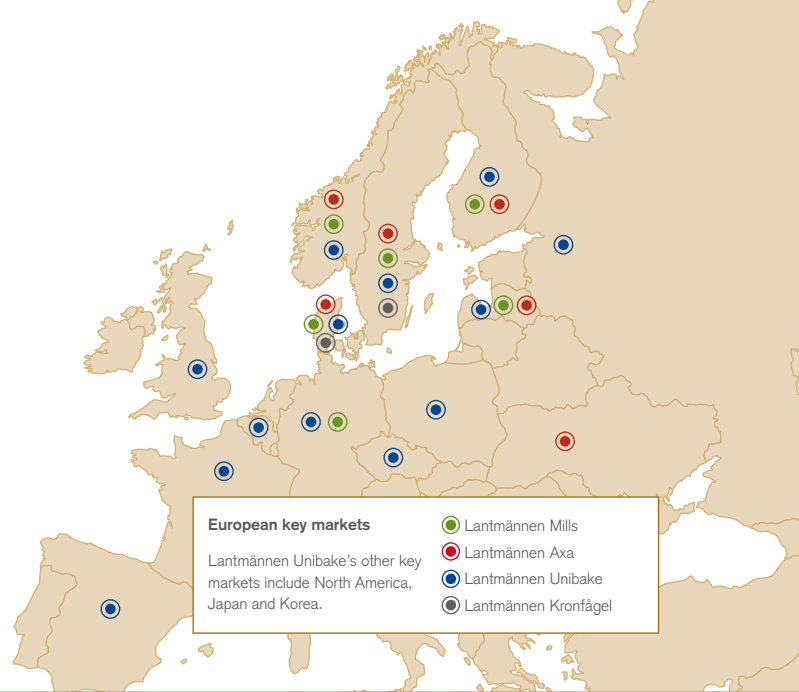 European key markets
Lantmännen Unibake’s other key
markets include North America,
Japan and Korea.
Lantmännen Mills
Lantmännen Axa
Lantmännen Unibake
Lantmännen Kronfågel